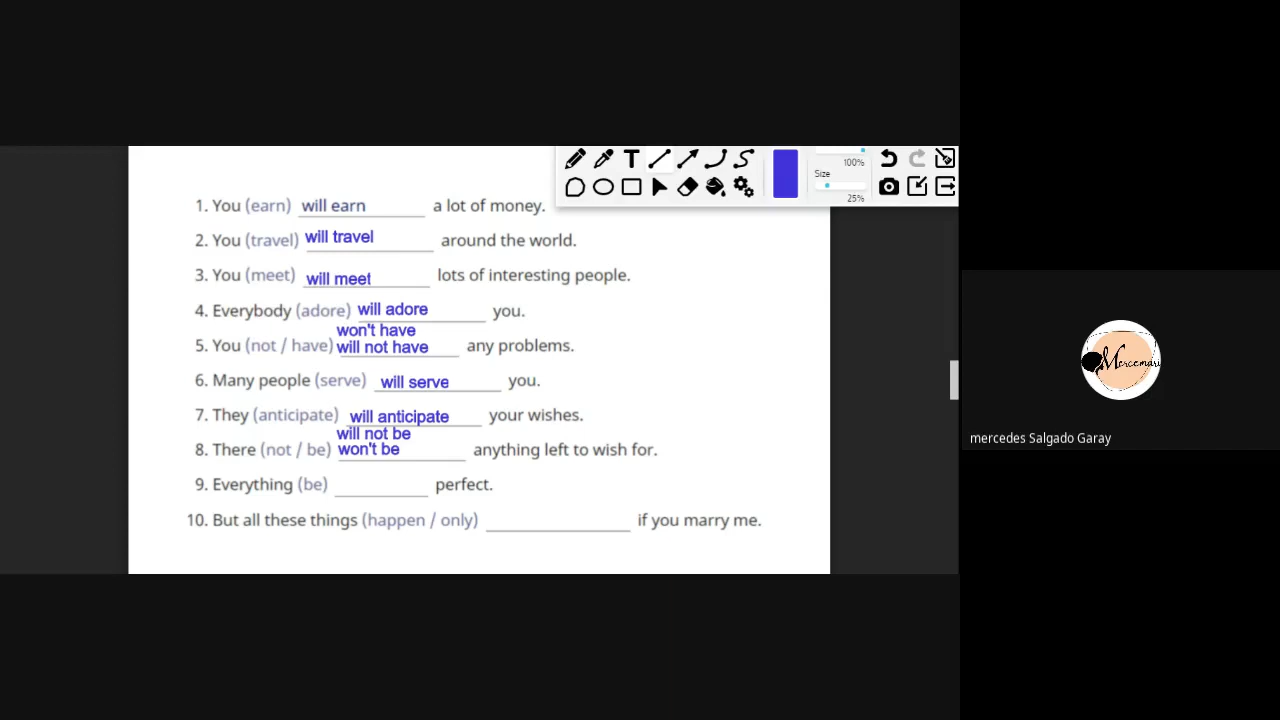 100%
Size
25%
1. You (earn) will earn a lot of money.
2. You (travel) will travel around the world.
3. You (meet) will meet lots of interesting people.
4. Everybody (adore) will adore you.
won't have
5. You (not / have) will not have any problems.
6. Many people (serve) will serve you.
7. They (anticipate) will anticipate your wishes.
will not be
8. There (not / be) won't be anything left to wish for.
9. Everything (be) perfect.
10. But all these things (happen / only) if you marry me.
Mercemari
mercedes Salgado Garay